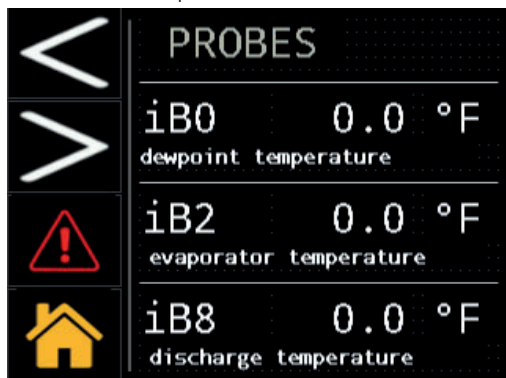 PROBES
iB0 0.0 °F
dewpoint temperature
iB2 0.0 °F
evaporator temperature
iB8 0.0 °F
discharge temperature